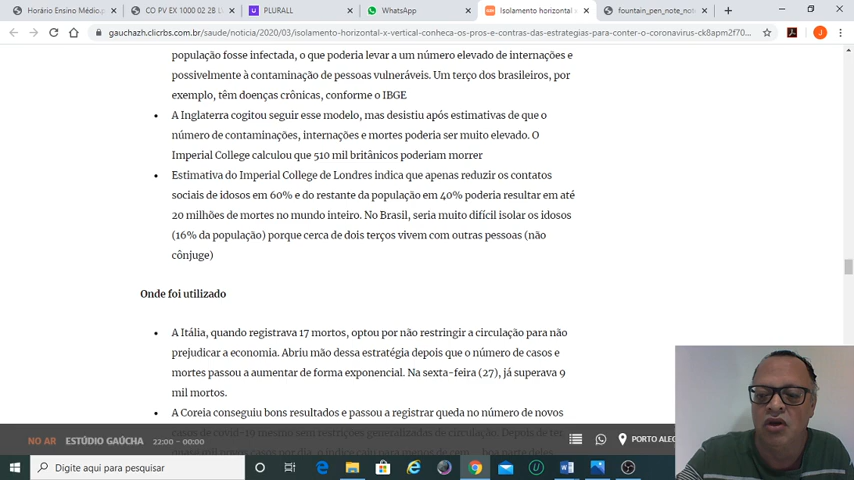 Horário Ensino Médio.p
CO PV EX 1000 02 2B L
PLURALL
WhatsApp
Isolamento horizontal x
fountain_pen_note_not
gauchazh.clicrbs.com.br/saude/noticia/2020/03/isolamento-horizontal-x-vertical-conheca-os-pros-e-contras-das-estrategias-para-conter-o-coronavirus-ck8a5m2f70...
J
população fosse infectada, o que poderia levar a um número elevado de internações e
possivelmente à contaminação de pessoas vulneráveis. Um terço dos brasileiros, por
exemplo, têm doenças crônicas, conforme o IBGE
• A Inglaterra cogitou seguir esse modelo, mas desistiu após estimativas de que o
número de contaminações, internações e mortes poderia ser muito elevado. O
Imperial College calculou que 510 mil britânicos poderiam morrer
• Estimativa do Imperial College de Londres indica que apenas reduzir os contatos
sociais de idosos em 60% e do restante da população em 40% poderia resultar em até
20 milhões de mortes no mundo inteiro. No Brasil, seria muito difícil isolar os idosos
(16% da população) porque cerca de dois terços vivem com outras pessoas (não
cônjuge)
Onde foi utilizado
• A Itália, quando registrava 17 mortos, optou por não restringir a circulação para não
prejudicar a economia. Abriu mão dessa estratégia depois que o número de casos e
mortes passou a aumentar de forma exponencial. Na sexta-feira (27), já superava 9
mil mortos.
• A Coreia conseguiu bons resultados e passou a registrar queda no número de novos
casos de covid-19 mesmo sem restrições generalizadas de circulação. Depois de ter
NO AR ESTÚDIO GAÚCHA 22:00 - 00:00 PORTO ALEG
Digite aqui para pesquisar